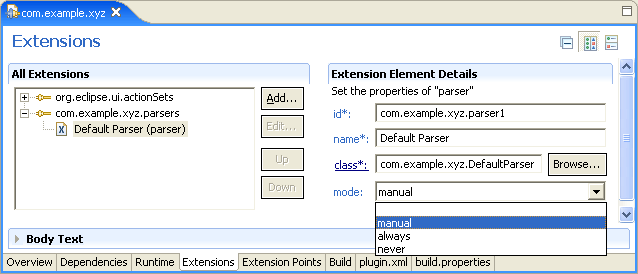 com.example.xyz
Extensions
All Extensions
org.eclipse.ui.actionSets
com.example.xyz.parsers
Default Parser (parser)
Add...
Edit...
Up
Down
Extension Element Details
Set the properties of "parser"
id*: com.example.xyz.parser1
name*: Default Parser
class*: com.example.xyz.DefaultParser Browse...
mode: manual
manual
always
never
Body Text
Overview Dependencies Runtime Extensions Extension Points Build plugin.xml build.properties